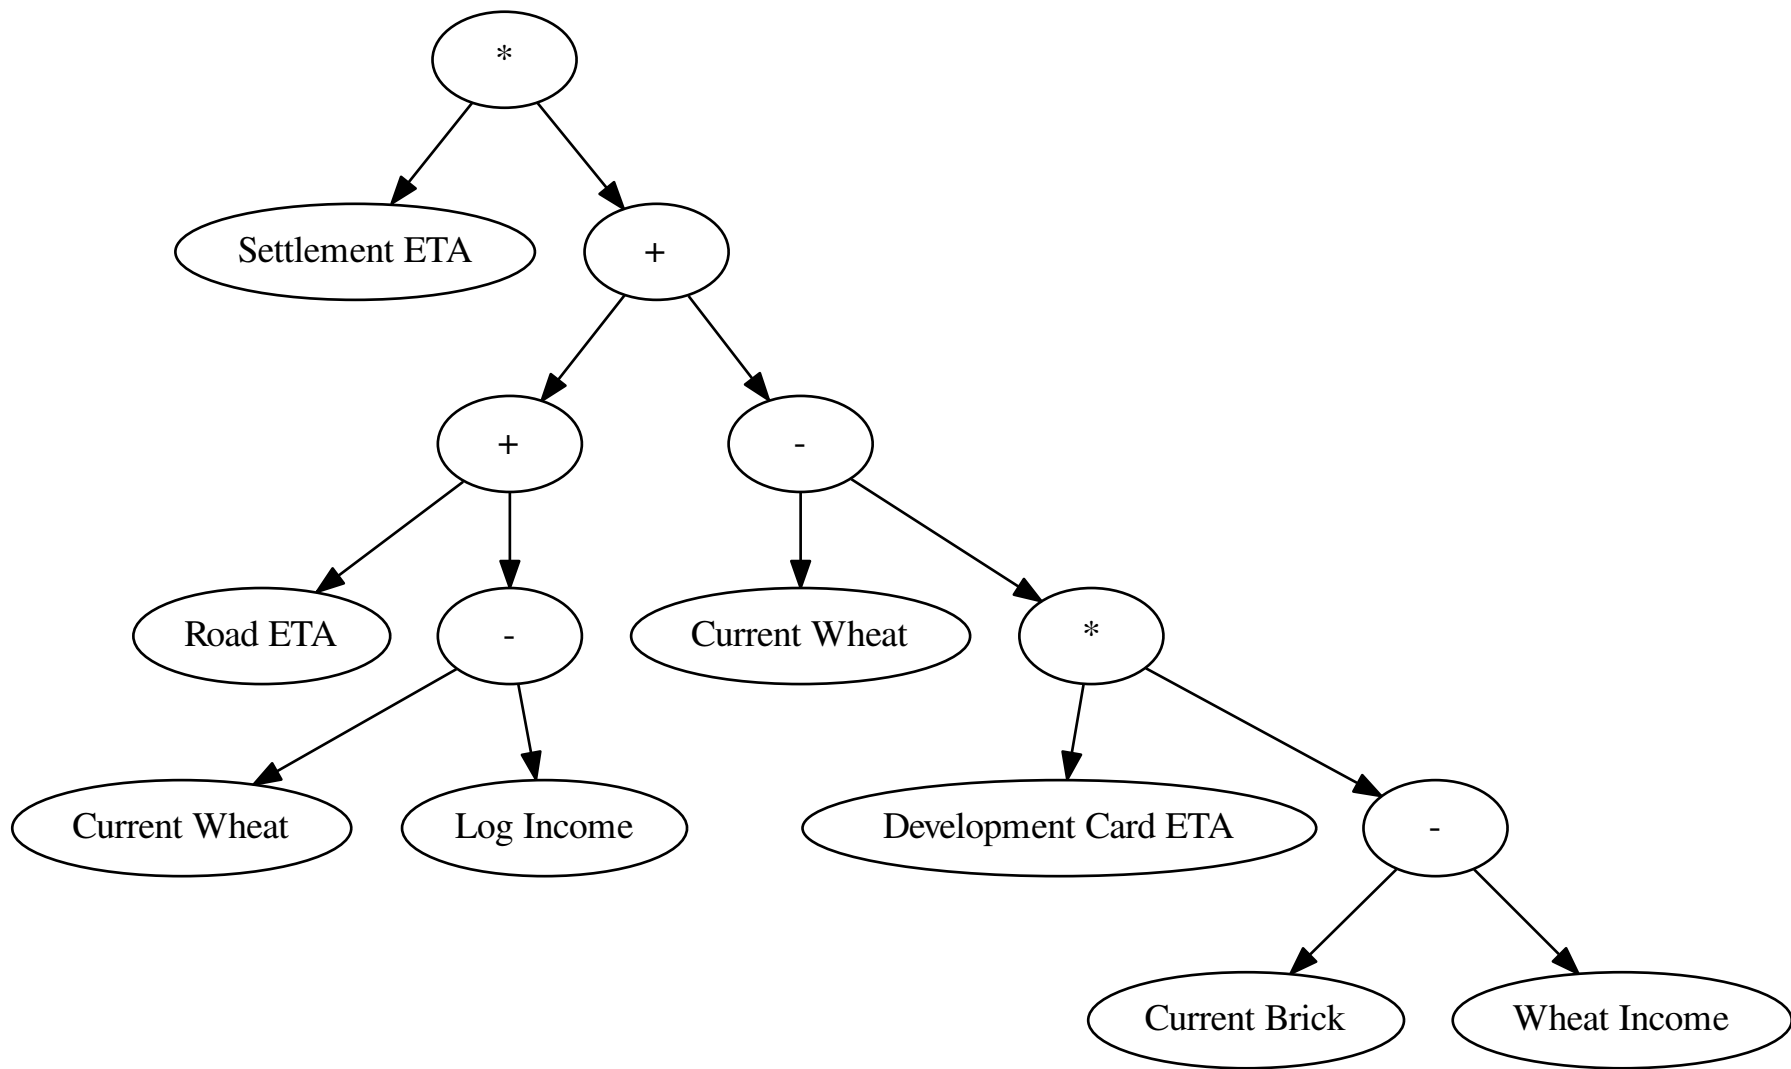 *
Settlement ETA
+
+
-
Road ETA
-
Current Wheat
*
Current Wheat
Log Income
Development Card ETA
-
Current Brick
Wheat Income